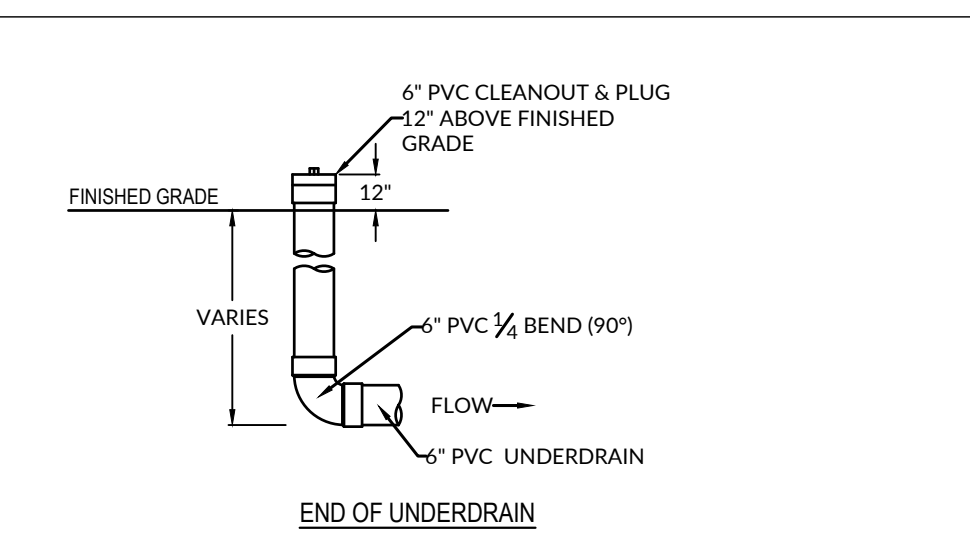 6" PVC CLEANOUT & PLUG
12" ABOVE FINISHED
GRADE
FINISHED GRADE
12"
VARIES
6" PVC 1/4 BEND (90°)
FLOW
6" PVC UNDERDRAIN
END OF UNDERDRAIN